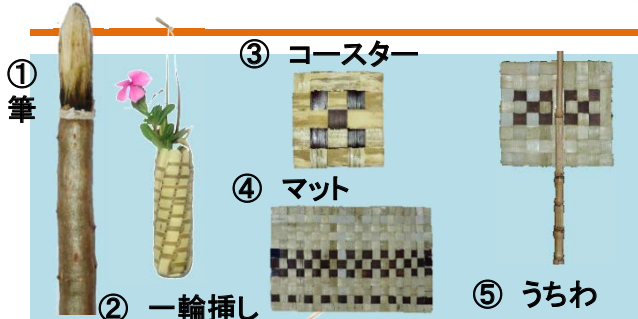 ① 筆
② 一輪挿し
③ コースター
④ マット
⑤ うちわ